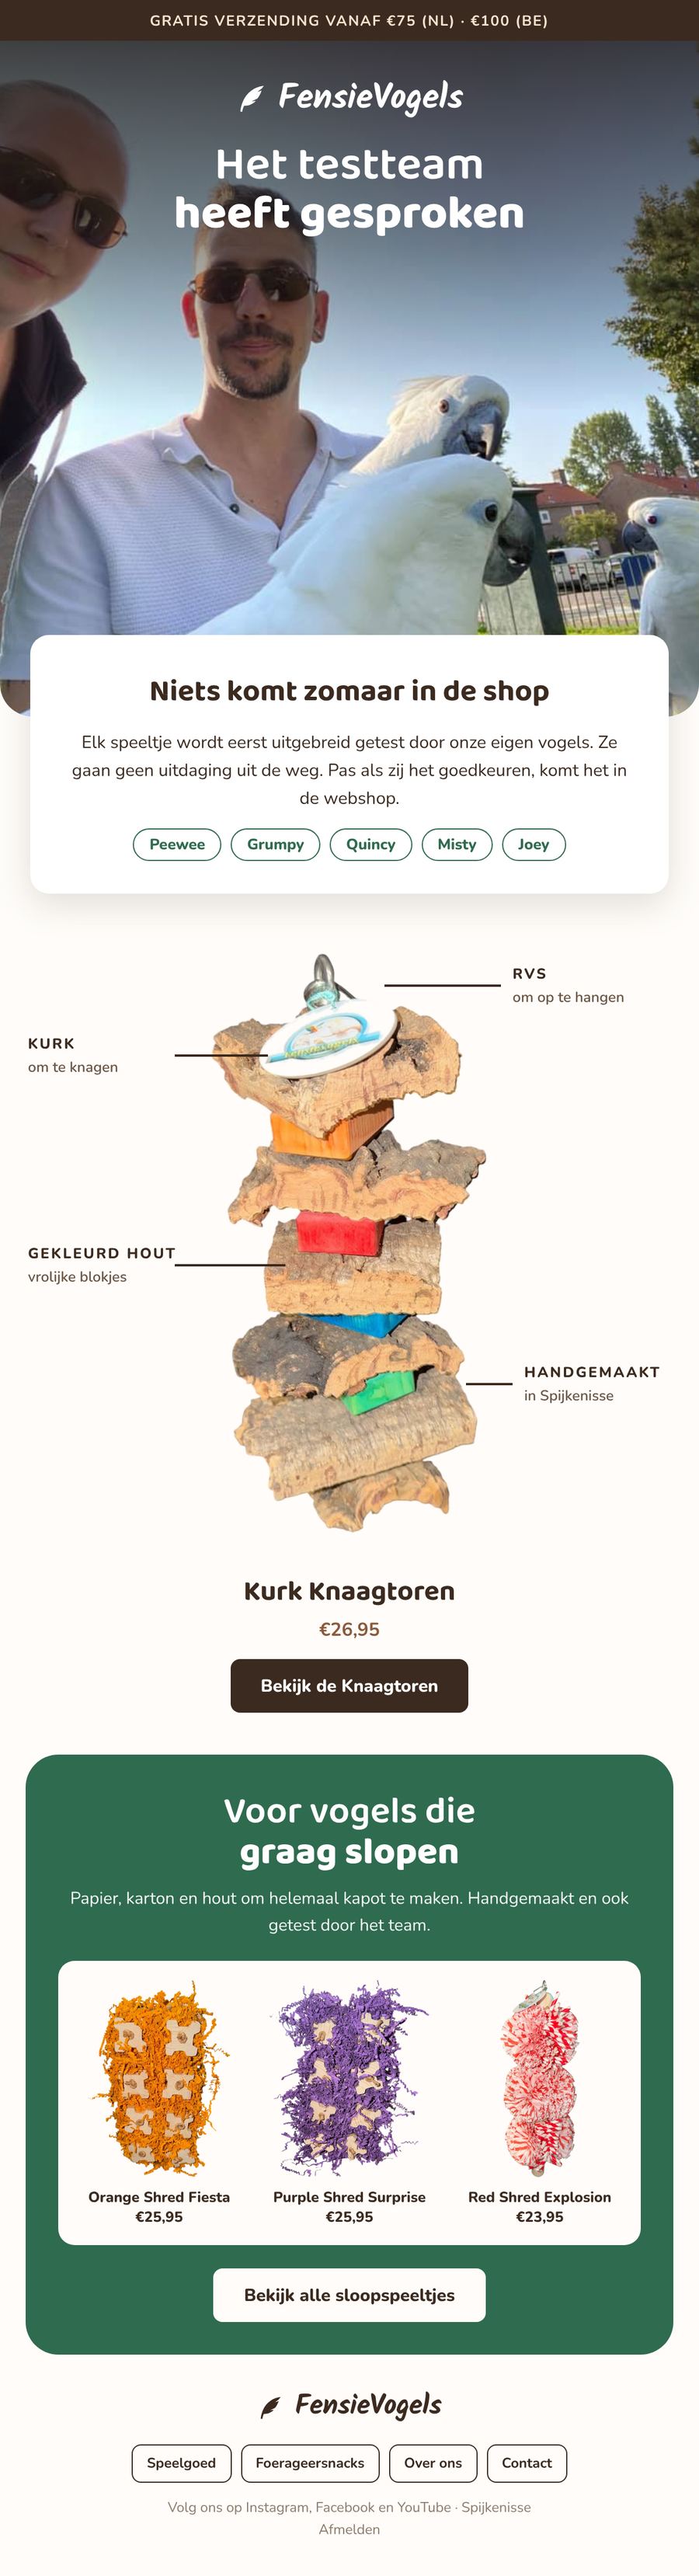 GRATIS VERZENDING VANAF €75 (NL) · €100 (BE)
FensieVogels
Het testteam
heeft gesproken
Niets komt zomaar in de shop
Elk speeltje wordt eerst uitgebreid getest door onze eigen vogels. Ze
gaan geen uitdaging uit de weg. Pas als zij het goedkeuren, komt het in
de webshop.
Peewee Grumpy Quincy Misty Joey
RVS
om op te hangen
KURK
om te knagen
GEKLEURD HOUT
vrolijke blokjes
HANDGEMAAKT
in Spijkenisse
Kurk Knaagtoren
€26,95
Bekijk de Knaagtoren
Voor vogels die
graag slopen
Papier, karton en hout om helemaal kapot te maken. Handgemaakt en ook
getest door het team.
Orange Shred Fiesta Purple Shred Surprise Red Shred Explosion
€25,95 €25,95 €23,95
Bekijk alle sloopspeeltjes
FensieVogels
Speelgoed Foerageersnacks Over ons Contact
Volg ons op Instagram, Facebook en YouTube · Spijkenisse
Afmelden